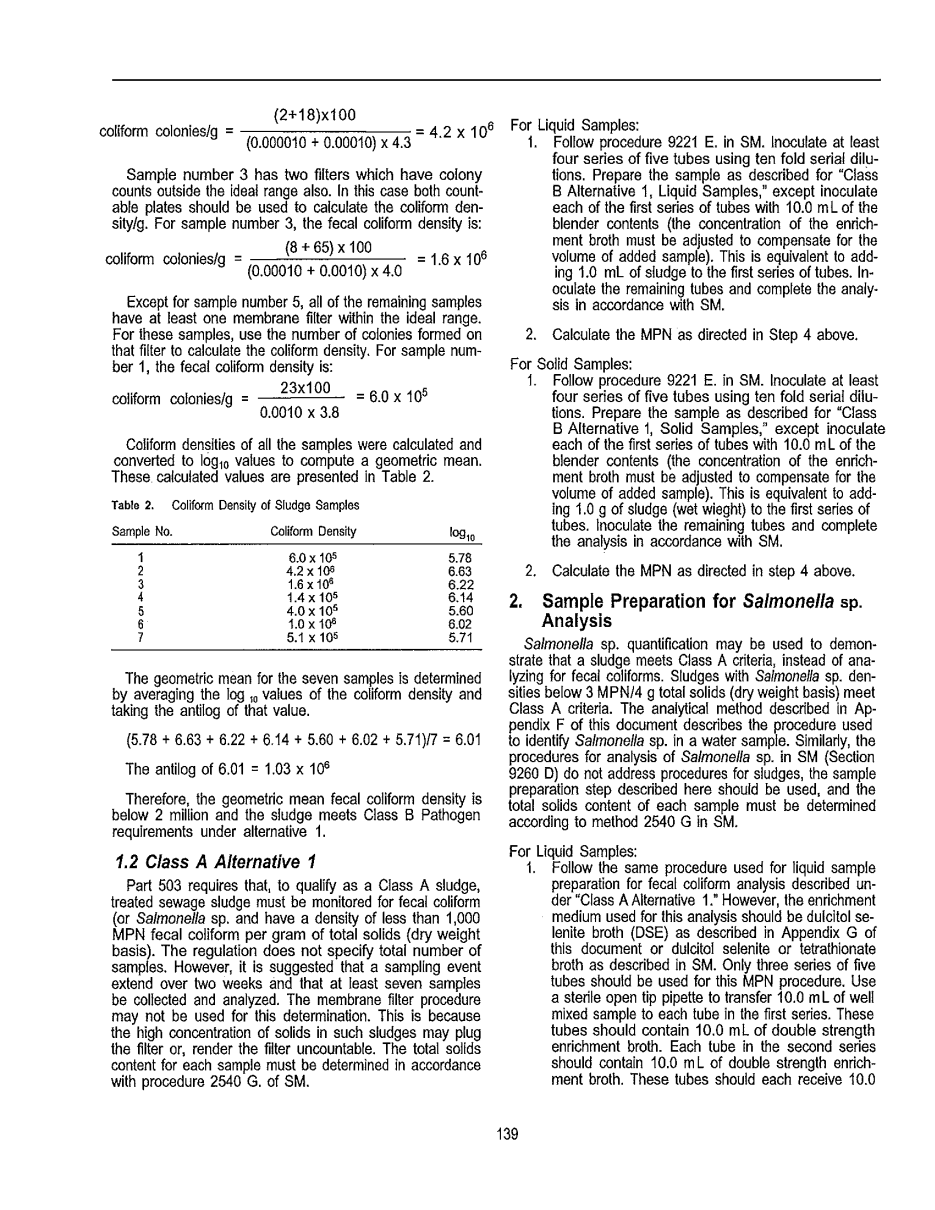 coliform colonies/g = (2+18)x100 / (0.000010 + 0.00010) x 4.3 = 4.2 x 10⁶
Sample number 3 has two filters which have colony
counts outside the ideal range also. In this case both count-
able plates should be used to calculate the coliform den-
sity/g. For sample number 3, the fecal coliform density is:
coliform colonies/g = (8 + 65) x 100 / (0.00010 + 0.0010) x 4.0 = 1.6 x 10⁶
Except for sample number 5, all of the remaining samples
have at least one membrane filter within the ideal range.
For these samples, use the number of colonies formed on
that filter to calculate the coliform density. For sample num-
ber 1, the fecal coliform density is:
coliform colonies/g = 23x100 / 0.0010 x 3.8 = 6.0 x 10⁵
Coliform densities of all the samples were calculated and
converted to log₁₀ values to compute a geometric mean.
These calculated values are presented in Table 2.
Table 2. Coliform Density of Sludge Samples
Sample No. Coliform Density log₁₀
1 6.0 x 10⁵ 5.78
2 4.2 x 10⁶ 6.63
3 1.6 x 10⁶ 6.22
4 1.4 x 10⁵ 6.14
5 4.0 x 10⁵ 5.60
6 1.0 x 10⁶ 6.02
7 5.1 x 10⁵ 5.71
The geometric mean for the seven samples is determined
by averaging the log ₁₀ values of the coliform density and
taking the antilog of that value.
(5.78 + 6.63 + 6.22 + 6.14 + 5.60 + 6.02 + 5.71)/7 = 6.01
The antilog of 6.01 = 1.03 x 10⁶
Therefore, the geometric mean fecal coliform density is
below 2 million and the sludge meets Class B Pathogen
requirements under alternative 1.
1.2 Class A Alternative 1
Part 503 requires that, to qualify as a Class A sludge,
treated sewage sludge must be monitored for fecal coliform
(or Salmonella sp. and have a density of less than 1,000
MPN fecal coliform per gram of total solids (dry weight
basis). The regulation does not specify total number of
samples. However, it is suggested that a sampling event
extend over two weeks and that at least seven samples
be collected and analyzed. The membrane filter procedure
may not be used for this determination. This is because
the high concentration of solids in such sludges may plug
the filter or, render the filter uncountable. The total solids
content for each sample must be determined in accordance
with procedure 2540 G. of SM.
For Liquid Samples:
1. Follow procedure 9221 E. in SM. Inoculate at least
four series of five tubes using ten fold serial dilu-
tions. Prepare the sample as described for "Class
B Alternative 1, Liquid Samples," except inoculate
each of the first series of tubes with 10.0 mL of the
blender contents (the concentration of the enrich-
ment broth must be adjusted to compensate for the
volume of added sample). This is equivalent to add-
ing 1.0 mL of sludge to the first series of tubes. In-
oculate the remaining tubes and complete the analy-
sis in accordance with SM.
2. Calculate the MPN as directed in Step 4 above.
For Solid Samples:
1. Follow procedure 9221 E. in SM. Inoculate at least
four series of five tubes using ten fold serial dilu-
tions. Prepare the sample as described for "Class
B Alternative 1, Solid Samples," except inoculate
each of the first series of tubes with 10.0 mL of the
blender contents (the concentration of the enrich-
ment broth must be adjusted to compensate for the
volume of added sample). This is equivalent to add-
ing 1.0 g of sludge (wet wieght) to the first series of
tubes. Inoculate the remaining tubes and complete
the analysis in accordance with SM.
2. Calculate the MPN as directed in step 4 above.
2. Sample Preparation for Salmonella sp.
Analysis
Salmonella sp. quantification may be used to demon-
strate that a sludge meets Class A criteria, instead of ana-
lyzing for fecal coliforms. Sludges with Salmonella sp. den-
sities below 3 MPN/4 g total solids (dry weight basis) meet
Class A criteria. The analytical method described in Ap-
pendix F of this document describes the procedure used
to identify Salmonella sp. in a water sample. Similarly, the
procedures for analysis of Salmonella sp. in SM (Section
9260 D) do not address procedures for sludges, the sample
preparation step described here should be used, and the
total solids content of each sample must be determined
according to method 2540 G in SM.
For Liquid Samples:
1. Follow the same procedure used for liquid sample
preparation for fecal coliform analysis described un-
der "Class A Alternative 1." However, the enrichment
medium used for this analysis should be dulcitol se-
lenite broth (DSE) as described in Appendix G of
this document or dulcitol selenite or tetrathionate
broth as described in SM. Only three series of five
tubes should be used for this MPN procedure. Use
a sterile open tip pipette to transfer 10.0 mL of well
mixed sample to each tube in the first series. These
tubes should contain 10.0 mL of double strength
enrichment broth. Each tube in the second series
should contain 10.0 mL of double strength enrich-
ment broth. These tubes should each receive 10.0
139